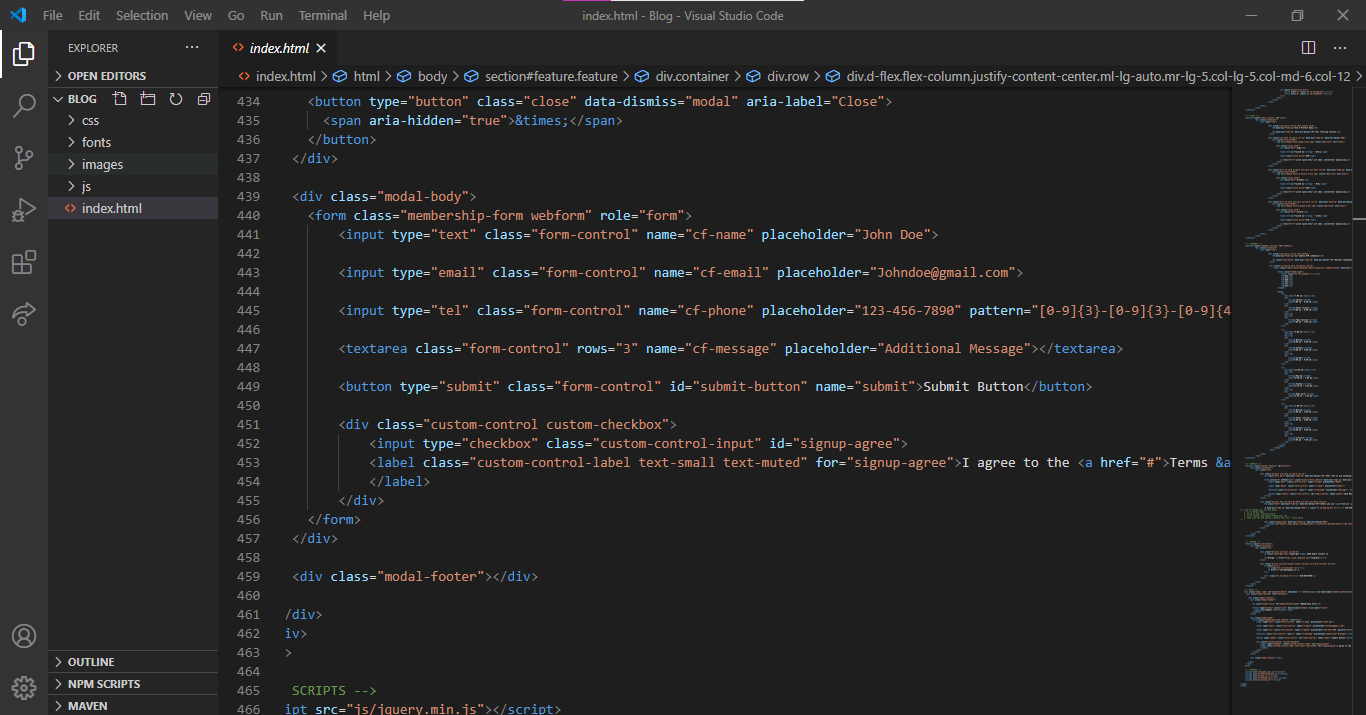 File Edit Selection View Go Run Terminal Help
index.html - Blog - Visual Studio Code
EXPLORER
index.html
OPEN EDITORS
index.html > html > body > section#feature.feature > div.container > div.row > div.d-flex.flex-column.justify-content-center.ml-lg-auto.mr-lg-5.col-lg-5.col-md-6.col-12 >
BLOG
css
fonts
images
js
index.html
434 <button type="button" class="close" data-dismiss="modal" aria-label="Close">
435 <span aria-hidden="true">&times;</span>
436 </button>
437 </div>
438
439 <div class="modal-body">
440 <form class="membership-form webform" role="form">
441 <input type="text" class="form-control" name="cf-name" placeholder="John Doe">
442
443 <input type="email" class="form-control" name="cf-email" placeholder="Johndoe@gmail.com">
444
445 <input type="tel" class="form-control" name="cf-phone" placeholder="123-456-7890" pattern="[0-9]{3}-[0-9]{3}-[0-9]{4
446
447 <textarea class="form-control" rows="3" name="cf-message" placeholder="Additional Message"></textarea>
448
449 <button type="submit" class="form-control" id="submit-button" name="submit">Submit Button</button>
450
451 <div class="custom-control custom-checkbox">
452 <input type="checkbox" class="custom-control-input" id="signup-agree">
453 <label class="custom-control-label text-small text-muted" for="signup-agree">I agree to the <a href="#">Terms &a
454 </label>
455 </div>
456 </form>
457 </div>
458
459 <div class="modal-footer"></div>
460
461 /div>
462 iv>
463 >
464
465 SCRIPTS -->
466 ipt src="js/jquery.min.js"></script>
OUTLINE
NPM SCRIPTS
MAVEN